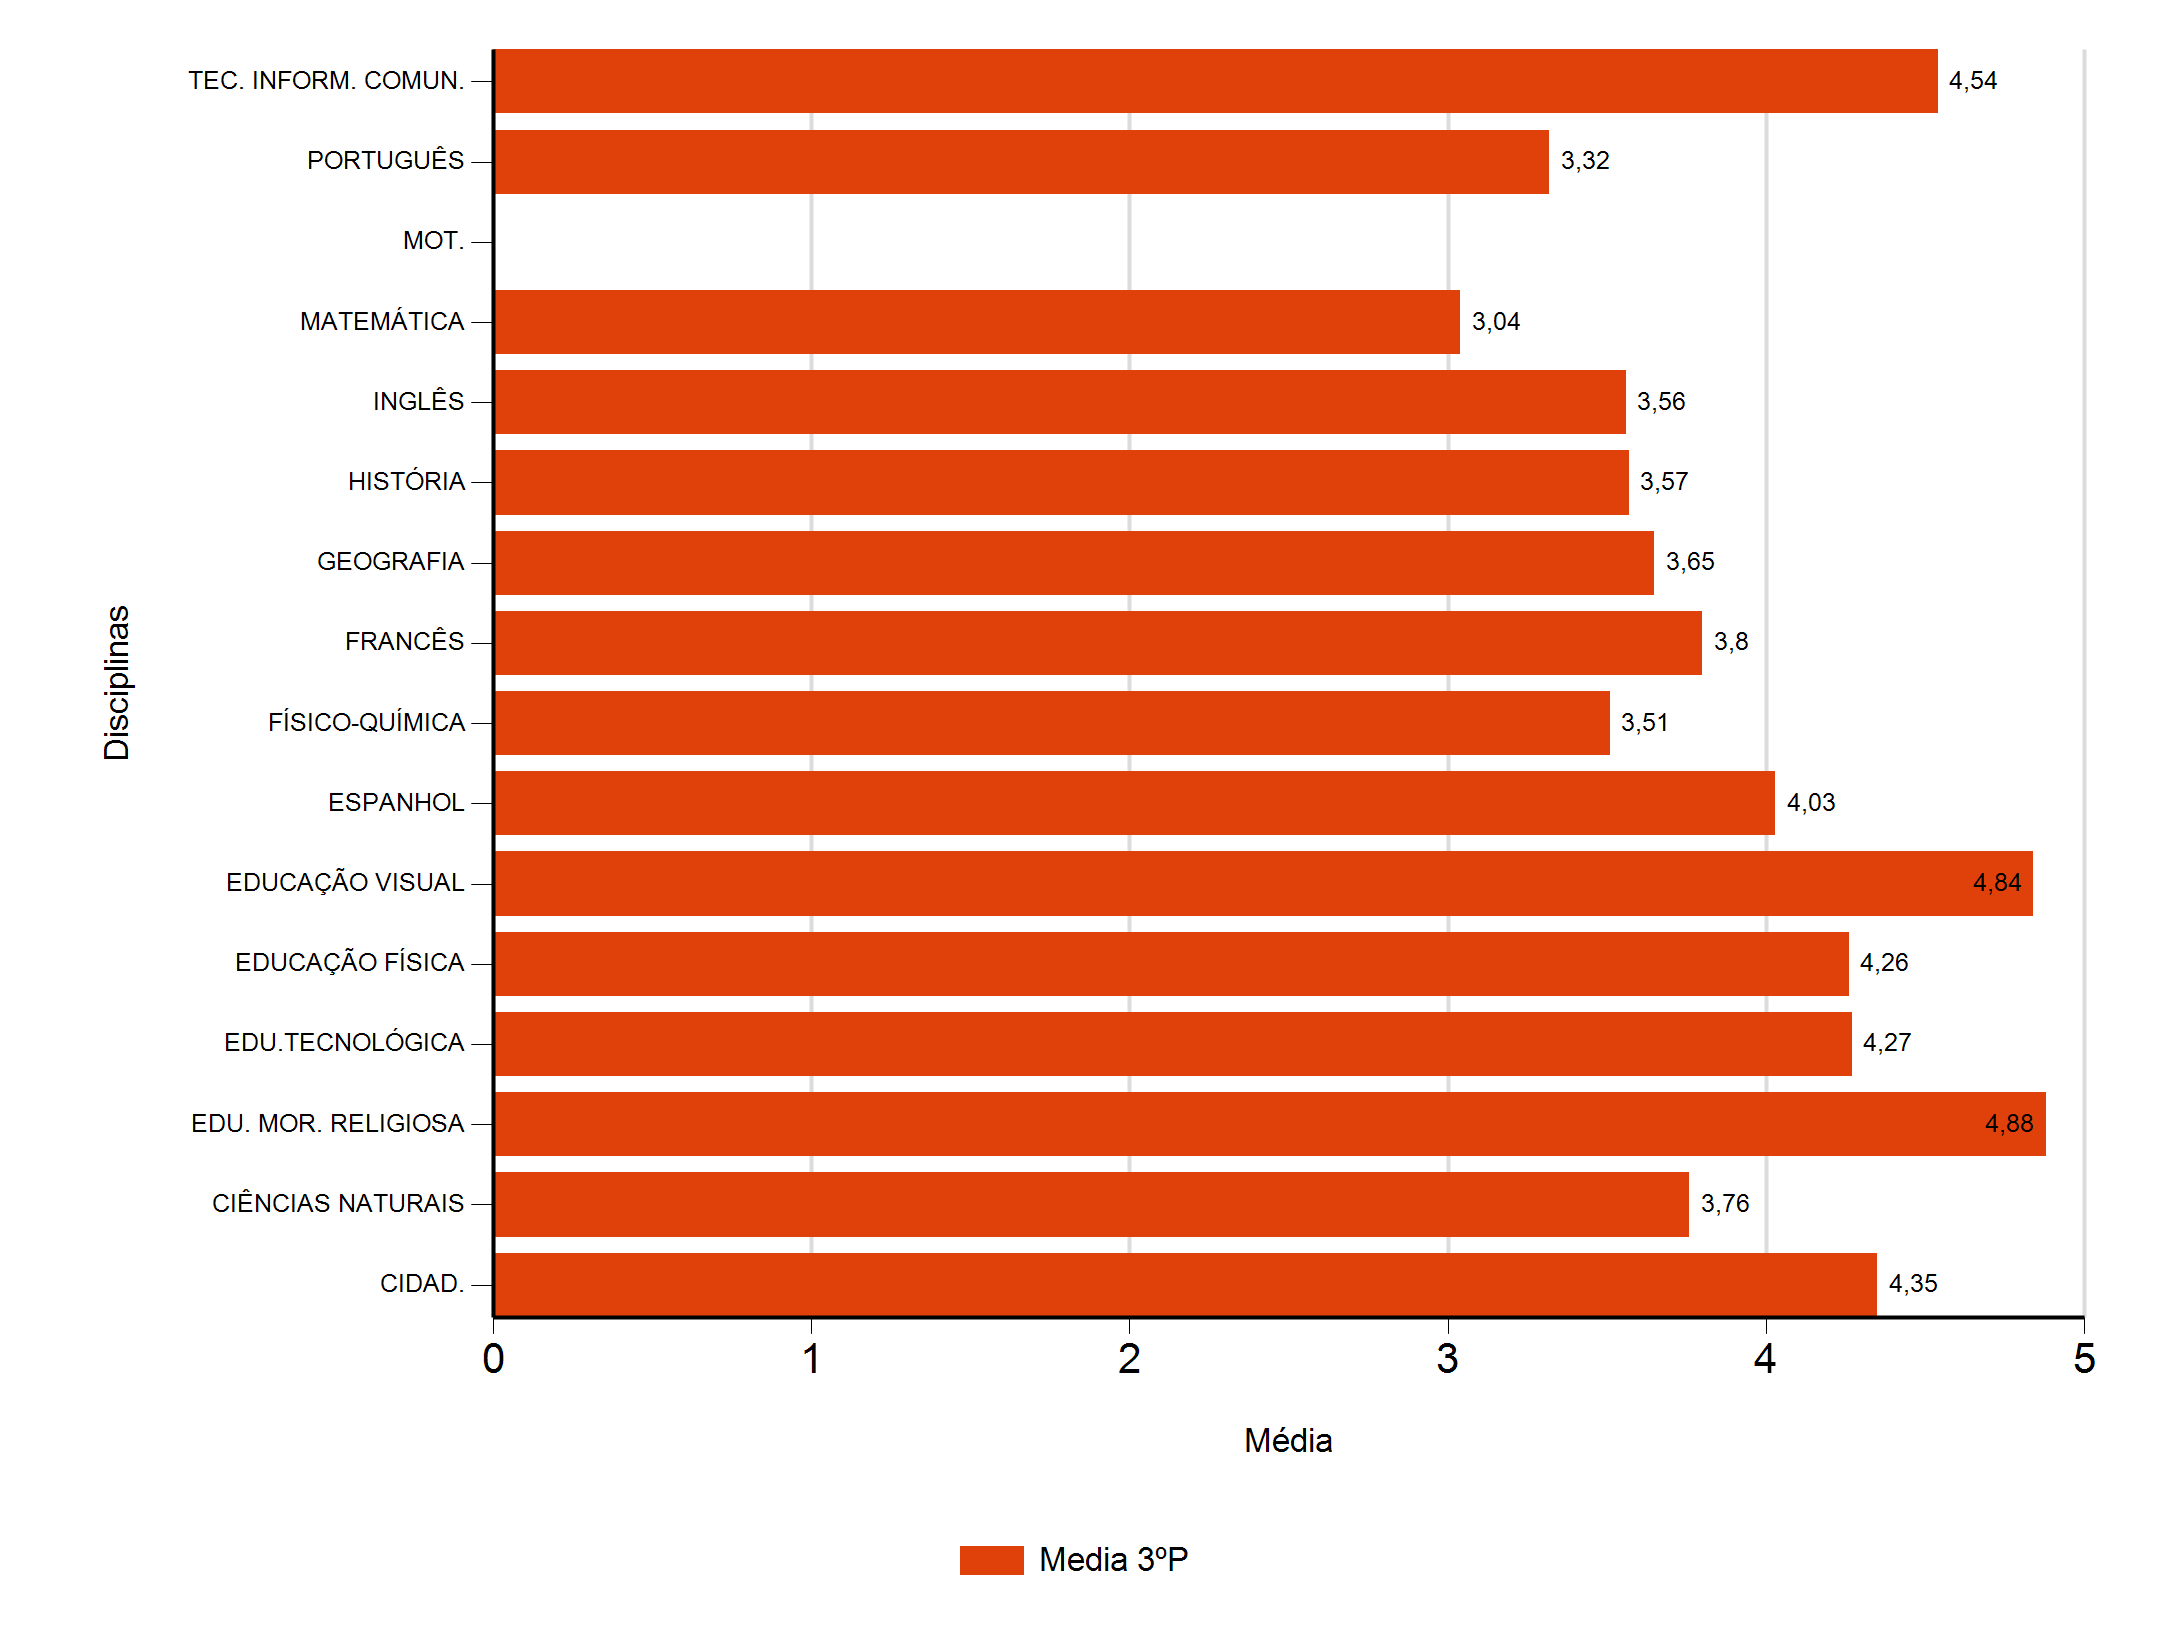 TEC. INFORM. COMUN. 4,54
PORTUGUÊS 3,32
MOT.
MATEMÁTICA 3,04
INGLÊS 3,56
HISTÓRIA 3,57
GEOGRAFIA 3,65
FRANCÊS 3,8
FÍSICO-QUÍMICA 3,51
ESPANHOL 4,03
EDUCAÇÃO VISUAL 4,84
EDUCAÇÃO FÍSICA 4,26
EDU.TECNOLÓGICA 4,27
EDU. MOR. RELIGIOSA 4,88
CIÊNCIAS NATURAIS 3,76
CIDAD. 4,35
Disciplinas
0 1 2 3 4 5
Média
Media 3ºP